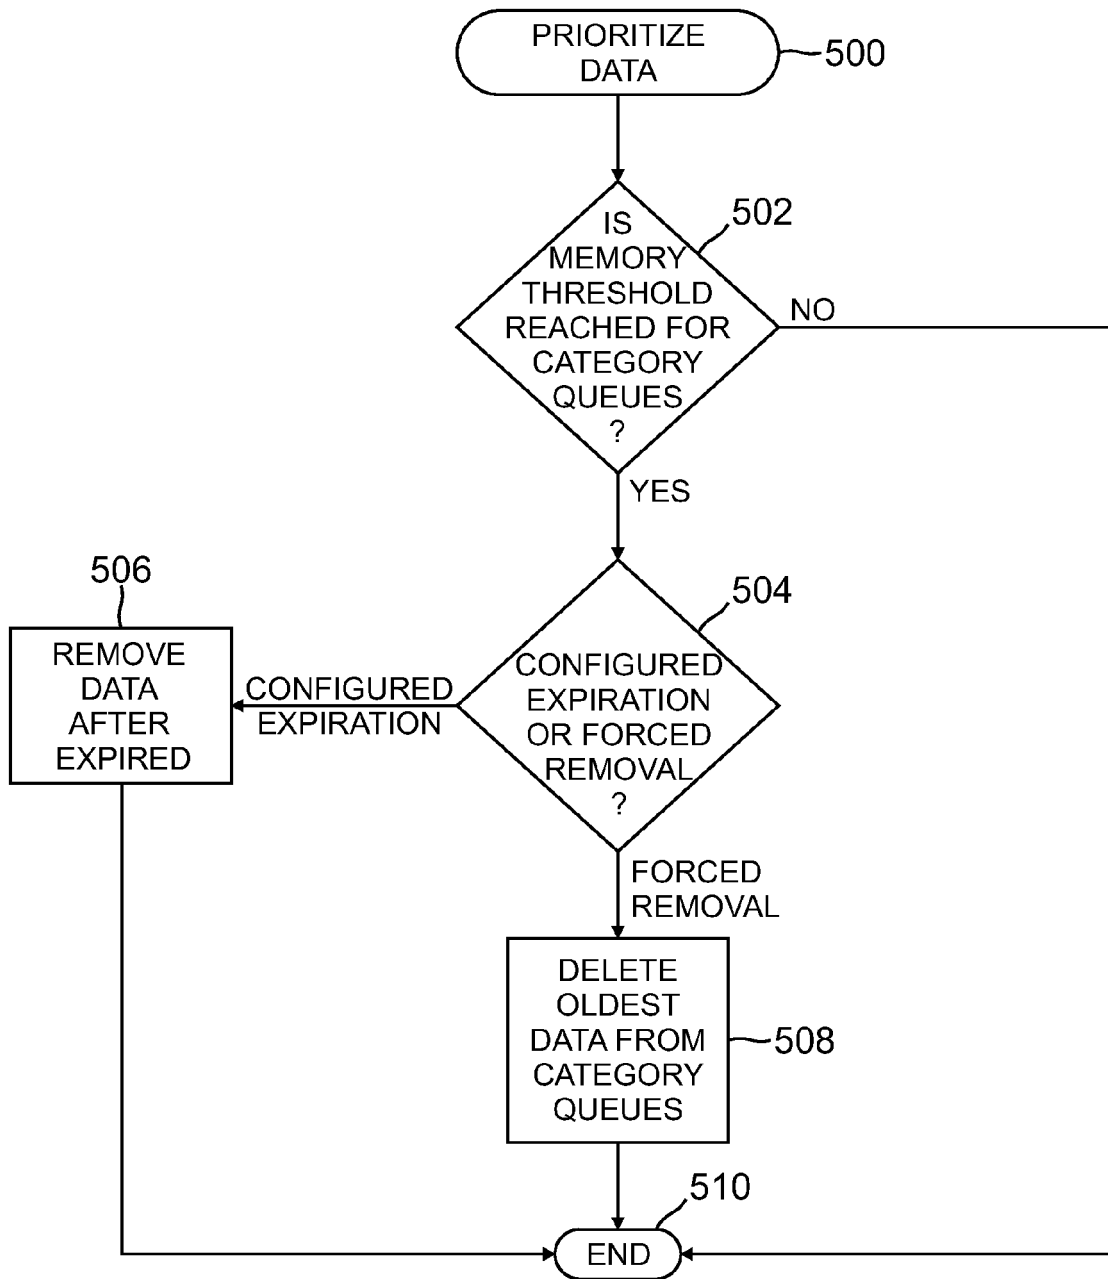 PRIORITIZE
DATA
500
IS
MEMORY
THRESHOLD
REACHED FOR
CATEGORY
QUEUES
?
502
NO
YES
504
CONFIGURED
EXPIRATION
OR FORCED
REMOVAL
?
CONFIGURED
EXPIRATION
506
REMOVE
DATA
AFTER
EXPIRED
FORCED
REMOVAL
DELETE
OLDEST
DATA FROM
CATEGORY
QUEUES
508
510
END